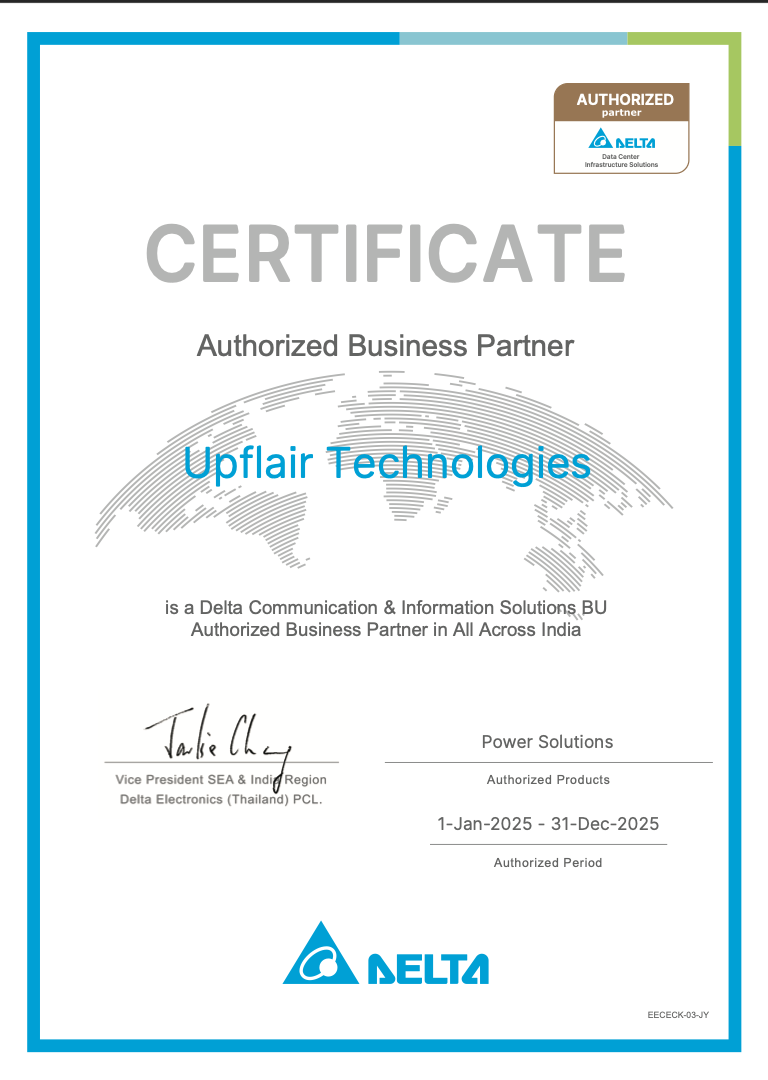 AUTHORIZED
partner
DELTA
Data Center
Infrastructure Solutions
CERTIFICATE
Authorized Business Partner
Upflair Technologies
is a Delta Communication & Information Solutions BU
Authorized Business Partner in All Across India
Vice President SEA & India Region
Delta Electronics (Thailand) PCL.
Power Solutions
Authorized Products
1-Jan-2025 - 31-Dec-2025
Authorized Period
DELTA
EECECK-03-JY